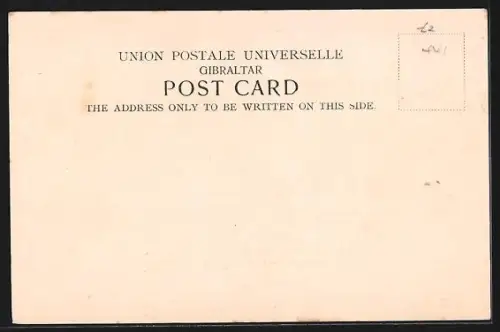 UNION POSTALE UNIVERSELLE
GIBRALTAR
POST CARD
THE ADDRESS ONLY TO BE WRITTEN ON THIS SIDE.